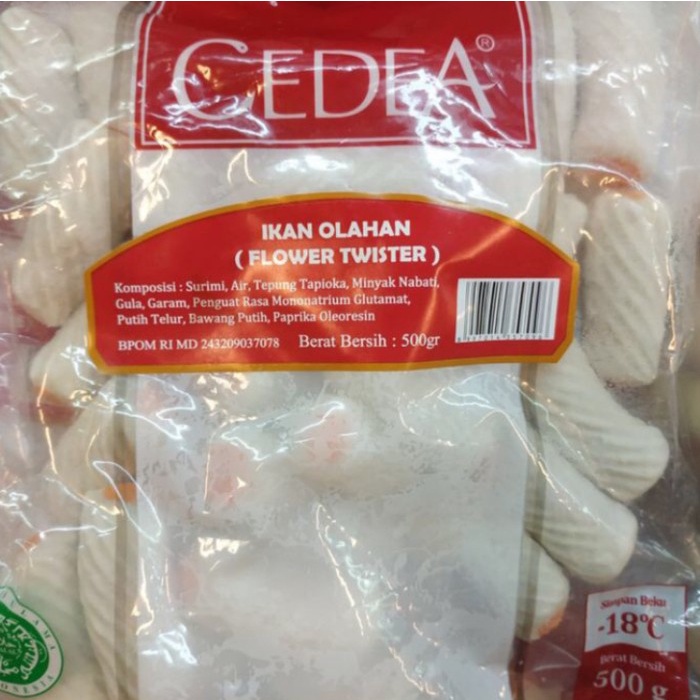 CEDEA®
IKAN OLAHAN
( FLOWER TWISTER )
Komposisi : Surimi, Air, Tepung Tapioka, Minyak Nabati,
Gula, Garam, Penguat Rasa Mononatrium Glutamat,
Putih Telur, Bawang Putih, Paprika Oleoresin
BPOM RI MD 243209037078 Berat Bersih : 500gr
Simpan Beku
-18°C
Berat Bersih
500 g